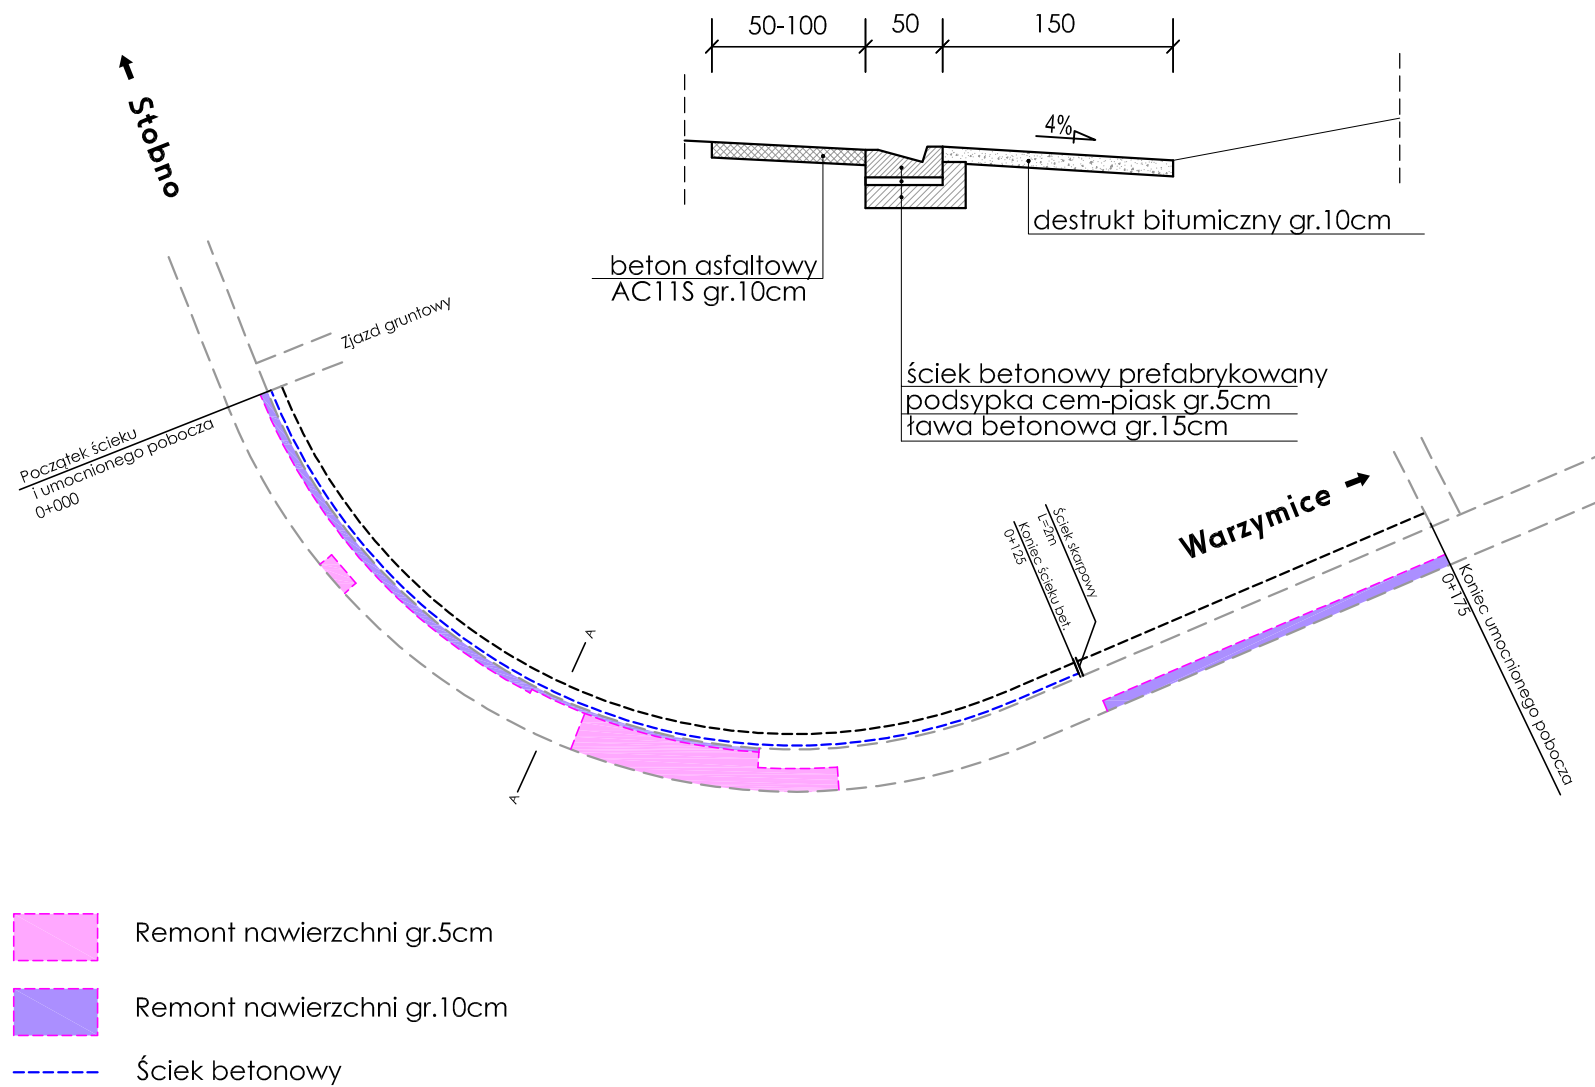 50-100
50
150
Stobno
4%
destrukt bitumiczny gr.10cm
beton asfaltowy
AC11S gr.10cm
Zjazd gruntowy
ściek betonowy prefabrykowany
podsypka cem-piask gr.5cm
ława betonowa gr.15cm
Początek ścieku
i umocnionego pobocza
0+000
Warzymice
Ściek skarpowy
L=2m
Koniec ścieku bet.
0+125
Koniec umocnionego pobocza
0+175
A
A
Remont nawierzchni gr.5cm
Remont nawierzchni gr.10cm
Ściek betonowy